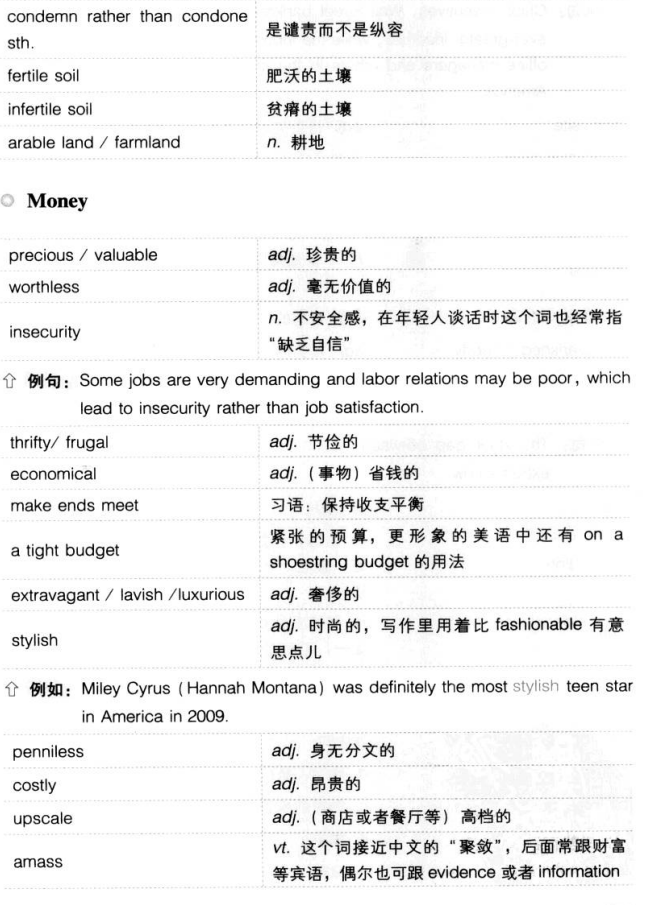 condemn rather than condone
sth.
是谴责而不是纵容
fertile soil
肥沃的土壤
infertile soil
贫瘠的土壤
arable land / farmland
n. 耕地
Money
precious / valuable
adj. 珍贵的
worthless
adj. 毫无价值的
insecurity
n. 不安全感，在年轻人谈话时这个词也经常指
“缺乏自信”
⇧ 例句：Some jobs are very demanding and labor relations may be poor, which
lead to insecurity rather than job satisfaction.
thrifty/ frugal
adj. 节俭的
economical
adj.（事物）省钱的
make ends meet
习语：保持收支平衡
a tight budget
紧张的预算，更形象的美语中还有 on a
shoestring budget 的用法
extravagant / lavish /luxurious
adj. 奢侈的
stylish
adj. 时尚的，写作里用着比 fashionable 有意
思点儿
⇧ 例如：Miley Cyrus (Hannah Montana) was definitely the most stylish teen star
in America in 2009.
penniless
adj. 身无分文的
costly
adj. 昂贵的
upscale
adj.（商店或者餐厅等）高档的
amass
vt. 这个词接近中文的“聚敛”，后面常跟财富
等宾语，偶尔也可跟 evidence 或者 information